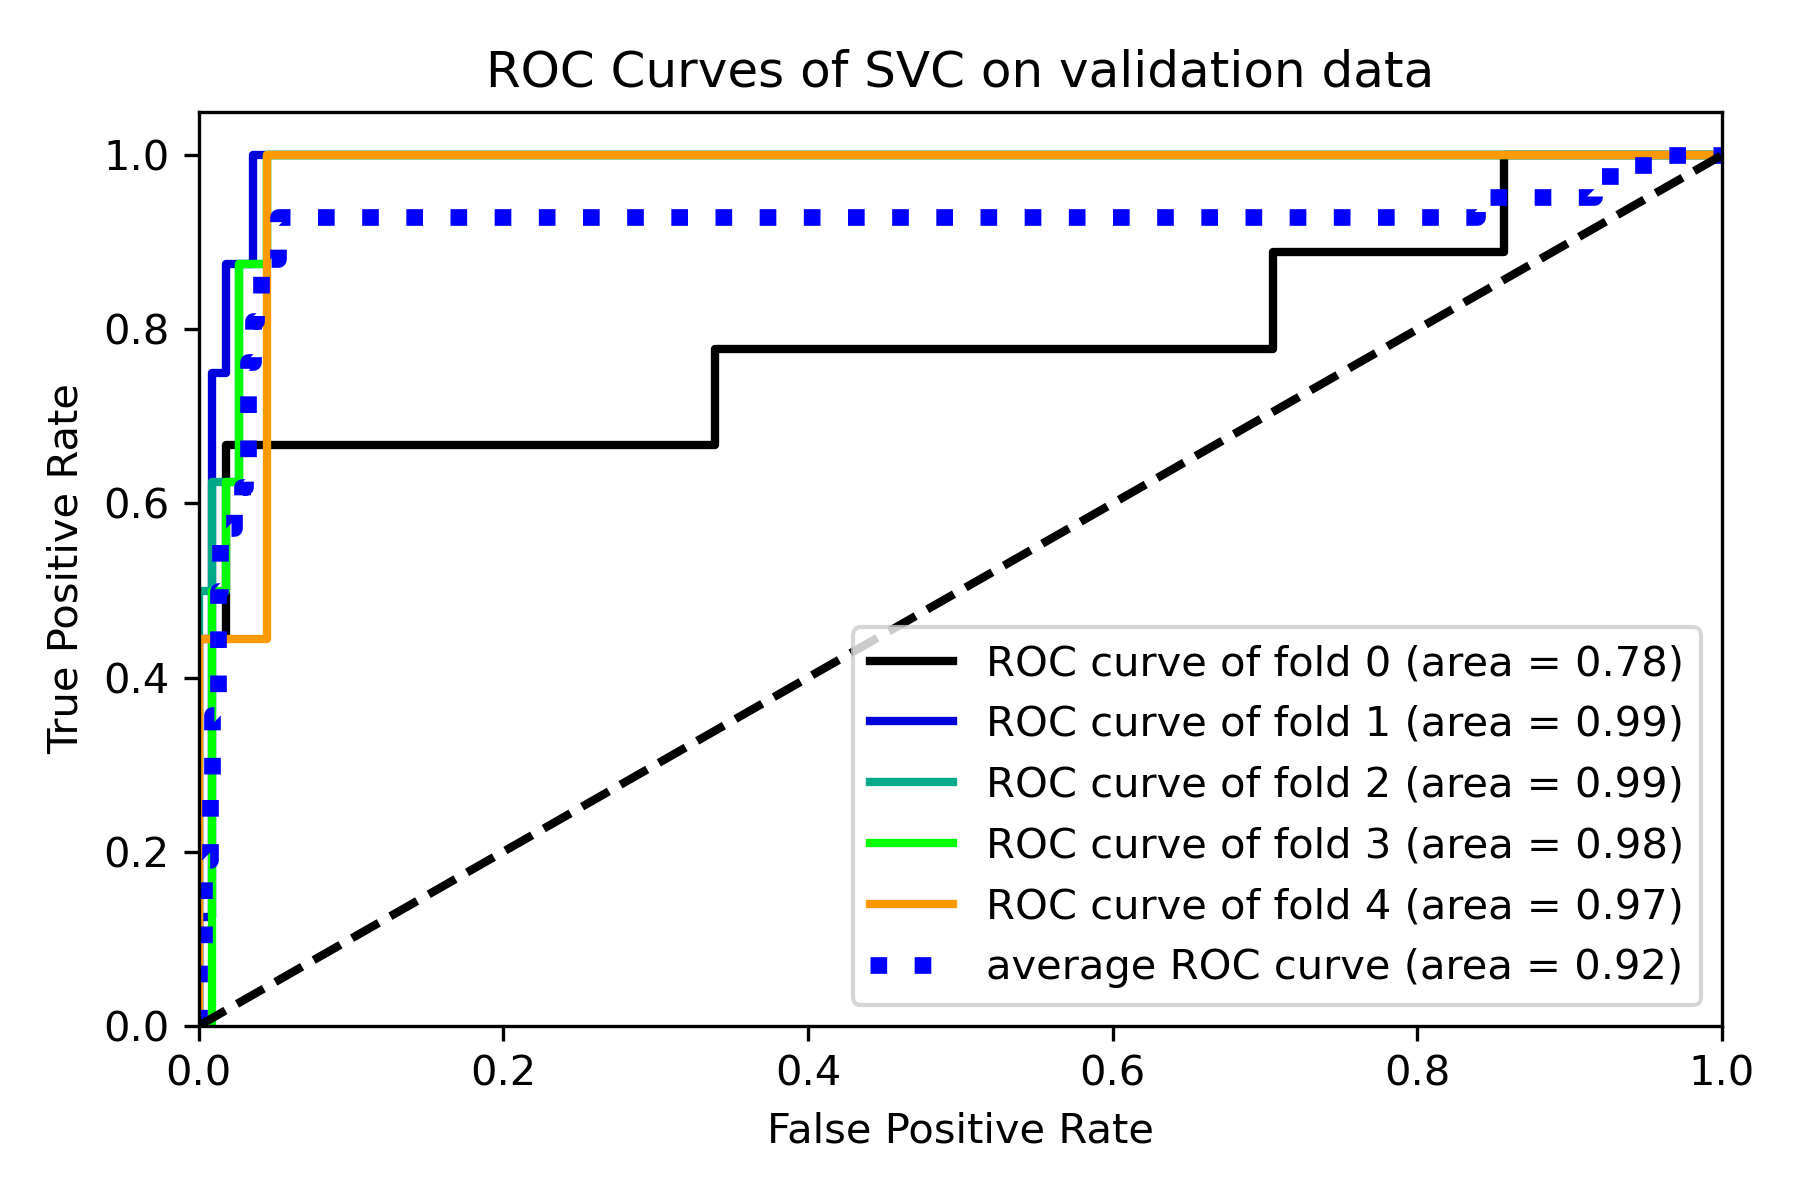 ROC Curves of SVC on validation data
1.0
0.8
0.6
0.4
0.2
0.0
True Positive Rate
0.0 0.2 0.4 0.6 0.8 1.0
False Positive Rate
ROC curve of fold 0 (area = 0.78)
ROC curve of fold 1 (area = 0.99)
ROC curve of fold 2 (area = 0.99)
ROC curve of fold 3 (area = 0.98)
ROC curve of fold 4 (area = 0.97)
average ROC curve (area = 0.92)